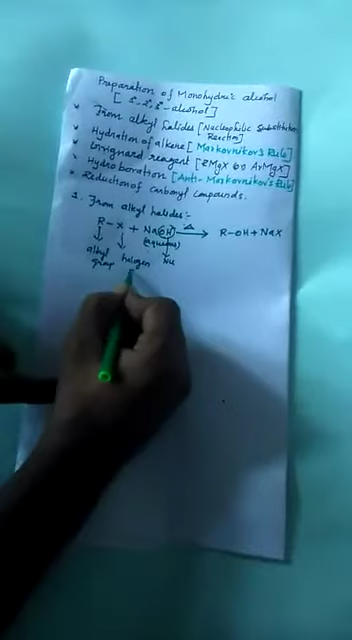 Preparation of Monohydric alcohol
[1°, 2°, 3° - alcohol]
From alkyl halides [Nucleophilic Substitution
Reaction]
Hydration of alkene [Markovnikov's Rule]
Grignard reagent [RMgX or ArMgX]
Hydroboration [Anti-Markovnikov's Rule]
Reduction of carbonyl compounds.
1. From alkyl halides:-
R-X + NaOH → Δ R-OH + NaX
(aqueous)
alkyl halogen Nu
group